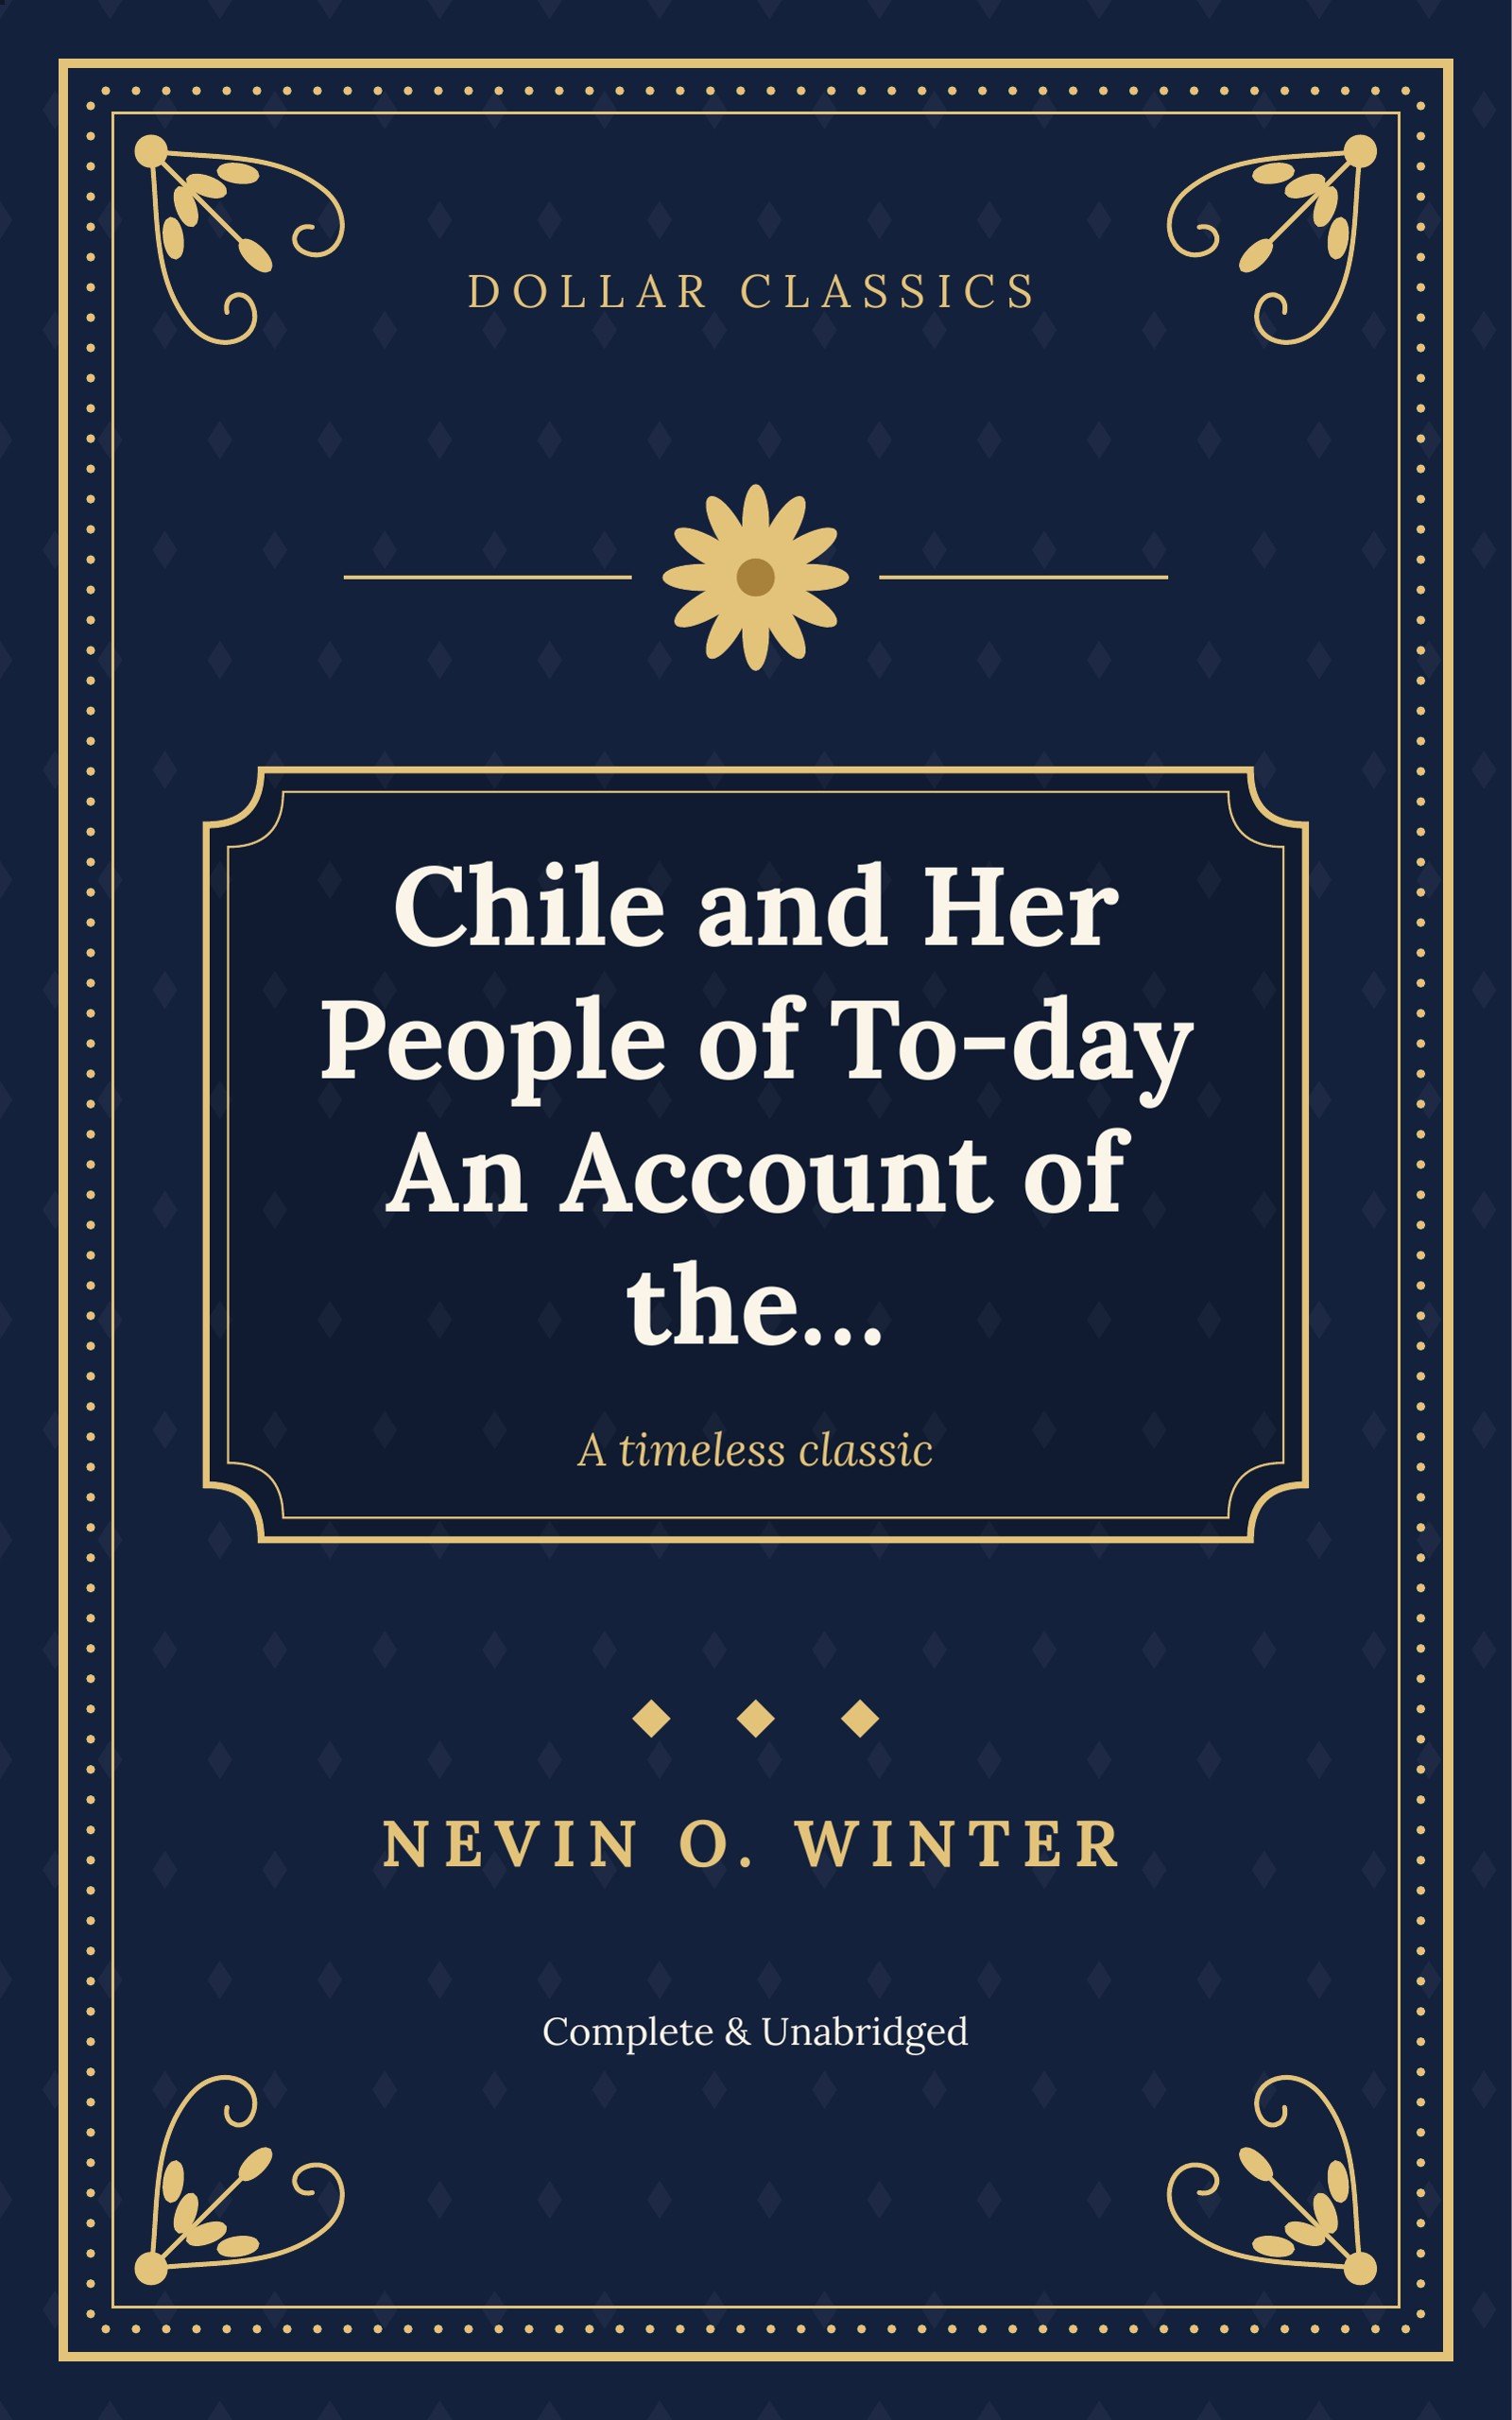 DOLLAR CLASSICS
Chile and Her
People of To-day
An Account of
the...
A timeless classic
NEVIN O. WINTER
Complete & Unabridged